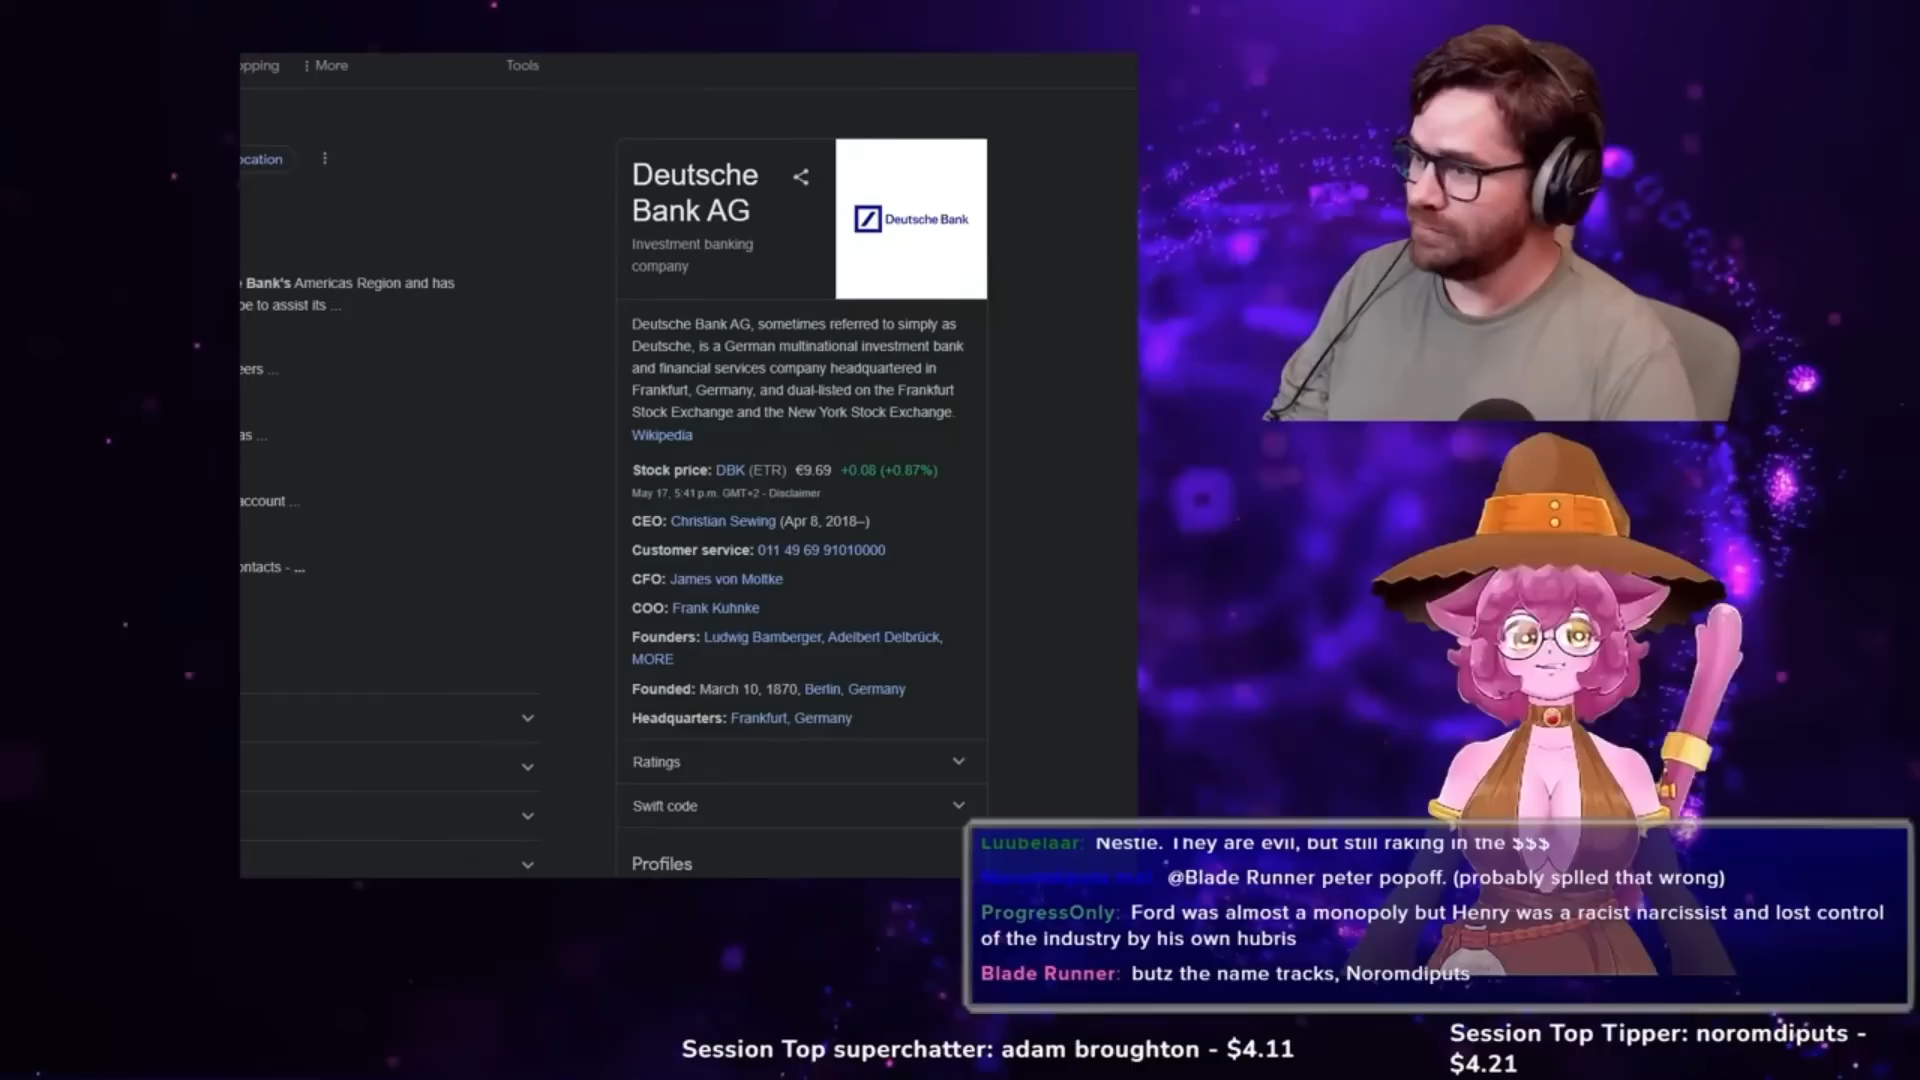 opping
More
Tools
ocation
Bank's Americas Region and has
be to assist its ...
eers ...
as ...
account ...
ontacts - ...
Deutsche
Bank AG
Investment banking
company
Deutsche Bank
Deutsche Bank AG, sometimes referred to simply as
Deutsche, is a German multinational investment bank
and financial services company headquartered in
Frankfurt, Germany, and dual-listed on the Frankfurt
Stock Exchange and the New York Stock Exchange.
Wikipedia
Stock price: DBK (ETR) €9.69 +0.08 (+0.87%)
May 17, 5:41 p.m. GMT+2 - Disclaimer
CEO: Christian Sewing (Apr 8, 2018–)
Customer service: 011 49 69 91010000
CFO: James von Moltke
COO: Frank Kuhnke
Founders: Ludwig Bamberger, Adelbert Delbrück,
MORE
Founded: March 10, 1870, Berlin, Germany
Headquarters: Frankfurt, Germany
Ratings
Swift code
Profiles
Luubelaar: Nestle. They are evil, but still raking in the $$$
@Blade Runner peter popoff. (probably splled that wrong)
ProgressOnly: Ford was almost a monopoly but Henry was a racist narcissist and lost control
of the industry by his own hubris
Blade Runner: butz the name tracks, Noromdiputs
Session Top superchatter: adam broughton - $4.11
Session Top Tipper: noromdiputs -
$4.21